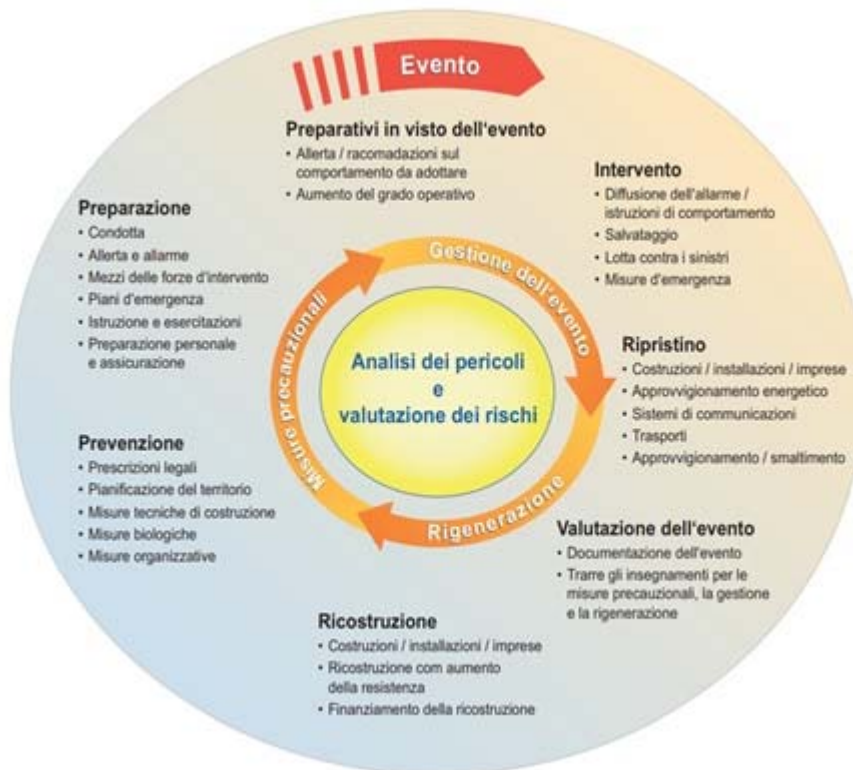 Evento
Preparativi in visto dell'evento
• Allerta / racomadazioni sul
comportamento da adottare
• Aumento del grado operativo
Intervento
• Diffusione dell'allarme /
istruzioni di comportamento
• Salvataggio
• Lotta contro i sinistri
• Misure d'emergenza
Ripristino
• Costruzioni / installazioni / imprese
• Approvvigionamento energetico
• Sistemi di communicazioni
• Trasporti
• Approvvigionamento / smaltimento
Valutazione dell'evento
• Documentazione dell'evento
• Trarre gli insegnamenti per le
misure precauzionali, la gestione
e la rigenerazione
Ricostruzione
• Costruzioni / installazioni / imprese
• Ricostruzione com aumento
della resistenza
• Finanziamento della ricostruzione
Prevenzione
• Prescrizioni legali
• Pianificazione del territorio
• Misure tecniche di costruzione
• Misure biologiche
• Misure organizzative
Preparazione
• Condotta
• Allerta e allarme
• Mezzi delle forze d'intervento
• Piani d'emergenza
• Istruzione e esercitazioni
• Preparazione personale
e assicurazione
Gestione dell'evento
Rigenerazione
Misure precauzionali
Analisi dei pericoli
e
valutazione dei rischi